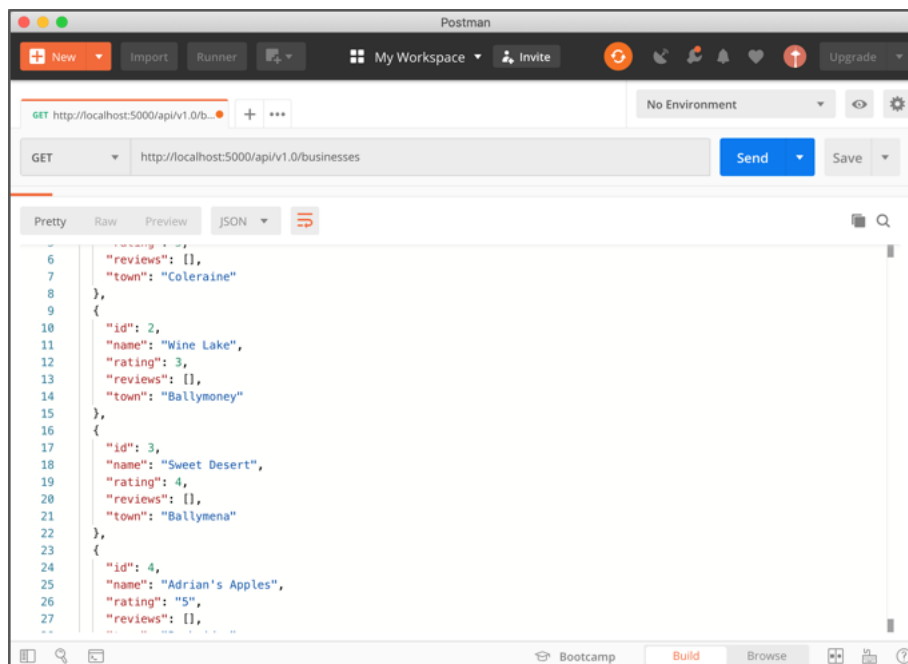 Postman
New
Import
Runner
My Workspace
Invite
Upgrade
GET http://localhost:5000/api/v1.0/b...
No Environment
GET
http://localhost:5000/api/v1.0/businesses
Send
Save
Pretty
Raw
Preview
JSON
6 "reviews": [],
7 "town": "Coleraine"
8 },
9 {
10 "id": 2,
11 "name": "Wine Lake",
12 "rating": 3,
13 "reviews": [],
14 "town": "Ballymoney"
15 },
16 {
17 "id": 3,
18 "name": "Sweet Desert",
19 "rating": 4,
20 "reviews": [],
21 "town": "Ballymena"
22 },
23 {
24 "id": 4,
25 "name": "Adrian's Apples",
26 "rating": "5",
27 "reviews": [],
Bootcamp
Build
Browse